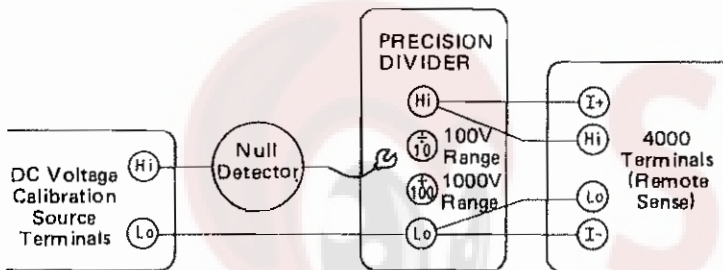 PRECISION
DIVIDER
Hi
÷10
100V
Range
÷100
1000V
Range
Lo
DC Voltage
Calibration
Source
Terminals
Hi
Lo
Null
Detector
I+
Hi
Lo
I-
4000
Terminals
(Remote
Sense)
S